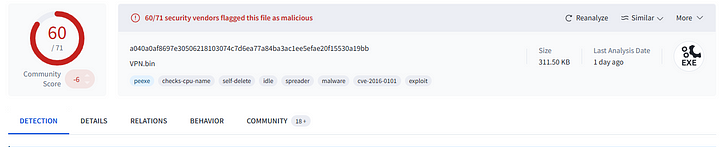 60
/ 71
Community
Score
-6
60/71 security vendors flagged this file as malicious
Reanalyze
Similar
More
a040a0af8697e30506218103074c7d6ea77a84ba3ac1ee5efae20f15530a19bb
VPN.bin
Size
311.50 KB
Last Analysis Date
1 day ago
EXE
peexe
checks-cpu-name
self-delete
idle
spreader
malware
cve-2016-0101
exploit
DETECTION
DETAILS
RELATIONS
BEHAVIOR
COMMUNITY
18 +